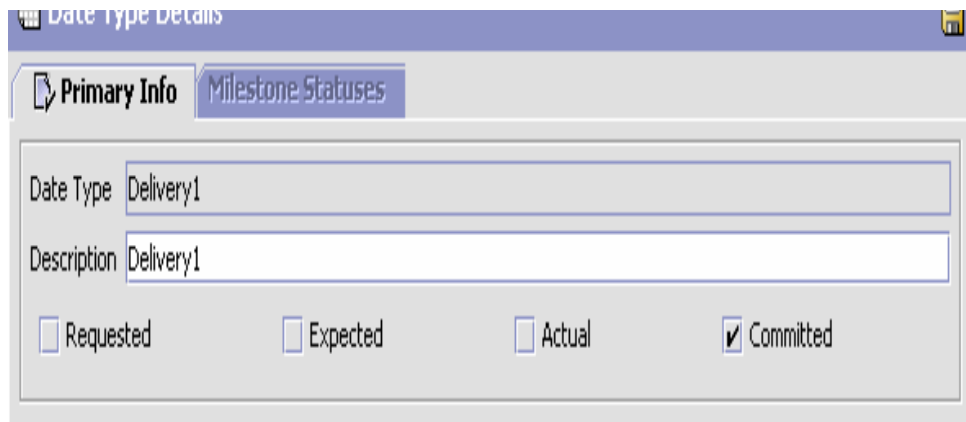 Date Type Details
Primary Info
Milestone Statuses
Date Type Delivery1
Description Delivery1
Requested Expected Actual Committed